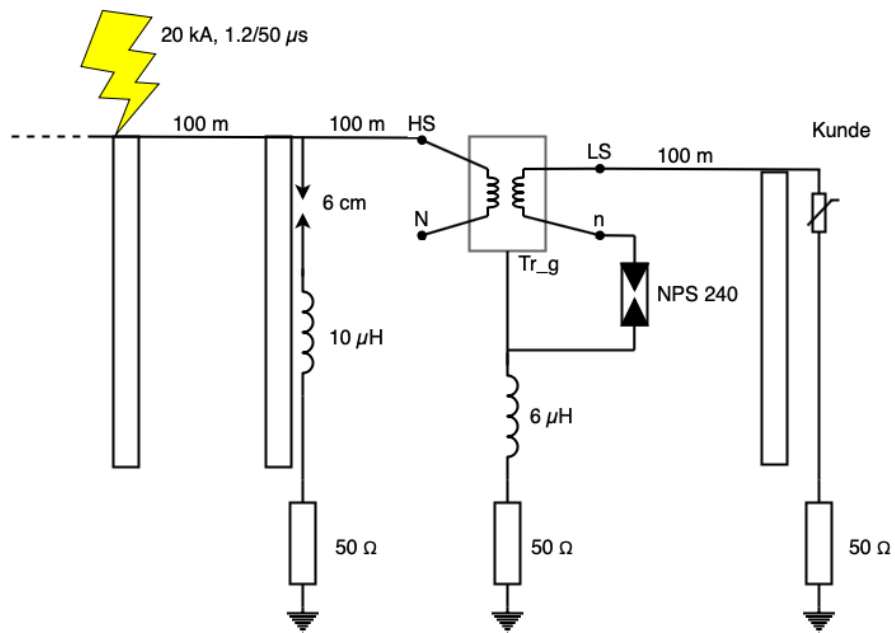 20 kA, 1.2/50 µs
100 m
100 m
HS
LS
100 m
Kunde
6 cm
N
n
Tr_g
NPS 240
10 µH
6 µH
50 Ω
50 Ω
50 Ω